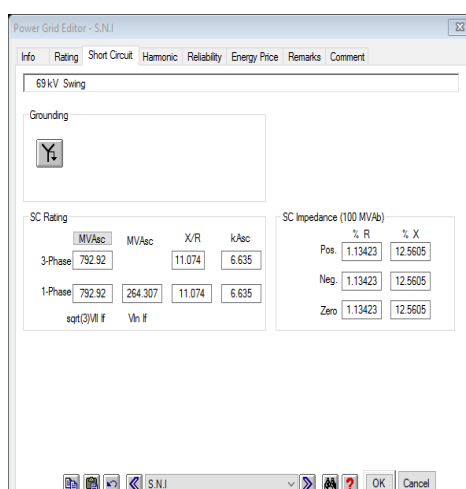 Power Grid Editor - S.N.I
Info Rating Short Circuit Harmonic Reliability Energy Price Remarks Comment
69 kV Swing
Grounding
SC Rating
MVAsc MVAsc X/R kAsc
3-Phase 792.92 11.074 6.635
1-Phase 792.92 264.307 11.074 6.635
sqrt(3)Vll If Vln If
SC Impedance (100 MVAb)
% R % X
Pos. 1.13423 12.5605
Neg. 1.13423 12.5605
Zero 1.13423 12.5605
S.N.I
? OK Cancel